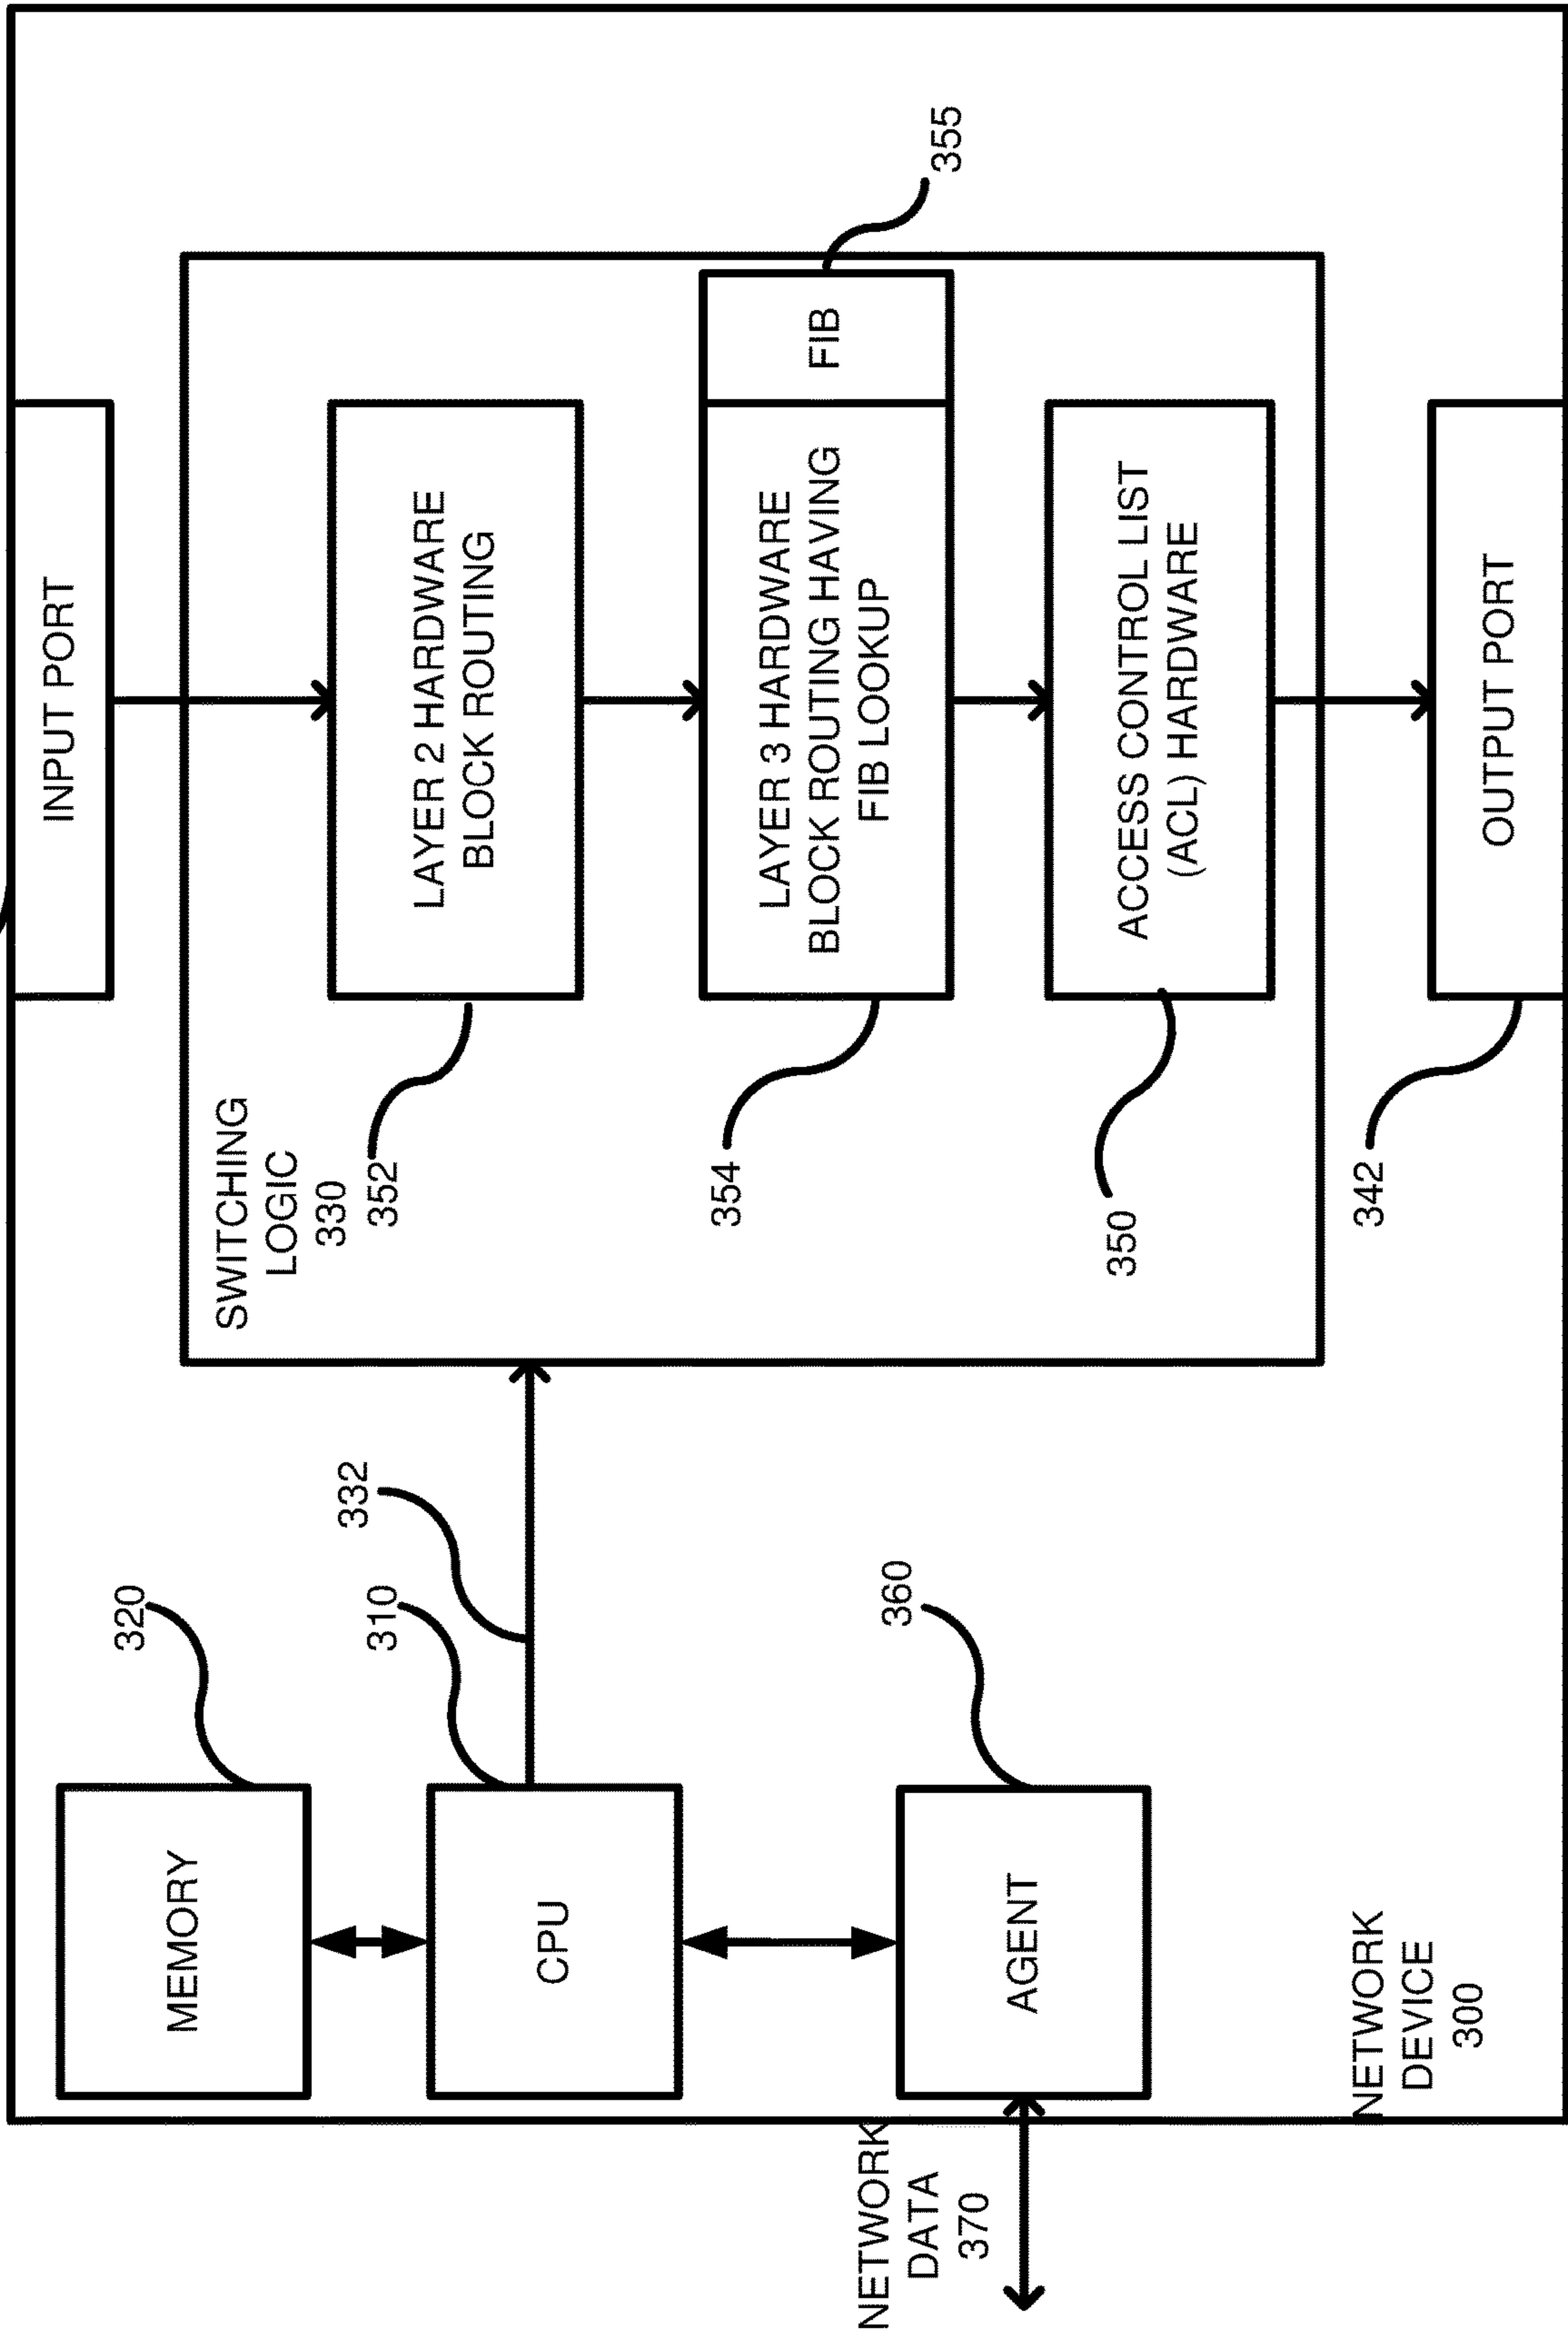 INPUT PORT
SWITCHING
LOGIC
330
352
LAYER 2 HARDWARE
BLOCK ROUTING
354
LAYER 3 HARDWARE
BLOCK ROUTING HAVING
FIB LOOKUP
FIB
355
350
ACCESS CONTROL LIST
(ACL) HARDWARE
342
OUTPUT PORT
320
MEMORY
332
310
CPU
360
AGENT
NETWORK
DATA
370
NETWORK
DEVICE
300